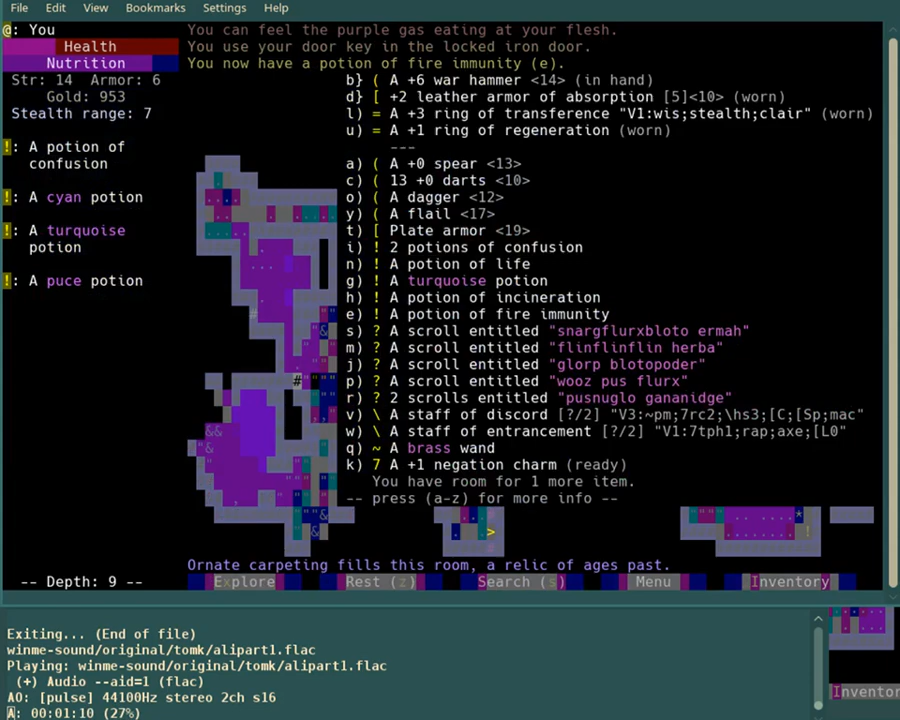 File Edit View Bookmarks Settings Help
@: You
You can feel the purple gas eating at your flesh.
Health
You use your door key in the locked iron door.
Nutrition
You now have a potion of fire immunity (e).
Str: 14 Armor: 6
Gold: 953
Stealth range: 7
!: A potion of
confusion
!: A cyan potion
!: A turquoise
potion
!: A puce potion
b} ( A +6 war hammer <14> (in hand)
d} [ +2 leather armor of absorption [5]<10> (worn)
l) = A +3 ring of transference "V1:wis;stealth;clair" (worn)
u) = A +1 ring of regeneration (worn)
---
a) ( A +0 spear <13>
c) ( 13 +0 darts <10>
o) ( A dagger <12>
y) ( A flail <17>
t) [ Plate armor <19>
i) ! 2 potions of confusion
n) ! A potion of life
g) ! A turquoise potion
h) ! A potion of incineration
e) ! A potion of fire immunity
s) ? A scroll entitled "snargflurxbloto ermah"
m) ? A scroll entitled "flinflinflin herba"
j) ? A scroll entitled "glorp blotopoder"
p) ? A scroll entitled "wooz pus flurx"
r) ? 2 scrolls entitled "pusnuglo gananidge"
v) \ A staff of discord [?/2] "V3:~pm;7rc2;\hs3;[C;[Sp;mac"
w) \ A staff of entrancement [?/2] "V1:7tph1;rap;axe;[L0"
q) ~ A brass wand
k) 7 A +1 negation charm (ready)
You have room for 1 more item.
-- press (a-z) for more info --
Ornate carpeting fills this room, a relic of ages past.
-- Depth: 9 -- Explore Rest (z) Search (s) Menu Inventory
Exiting... (End of file)
winme-sound/original/tomk/alipart1.flac
Playing: winme-sound/original/tomk/alipart1.flac
(+) Audio --aid=1 (flac)
AO: [pulse] 44100Hz stereo 2ch s16
A: 00:01:10 (27%)
Inventor